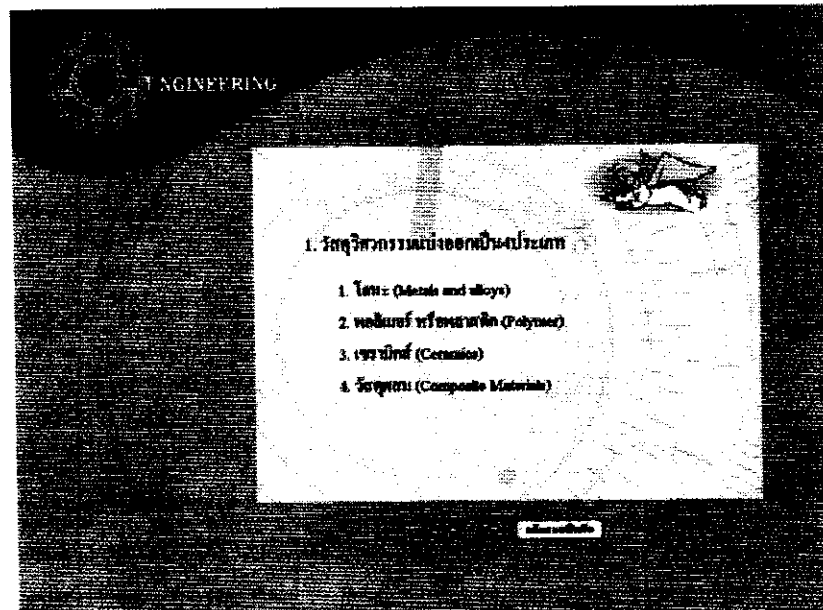 ENGINEERING
1. วัสดุวิศวกรรมแบ่งออกเป็น4ประเภท
1. โลหะ (Metals and alloys)
2. พอลิเมอร์ หรือพลาสติก (Polymer)
3. เซรามิกส์ (Ceramics)
4. วัสดุผสม (Composite Materials)